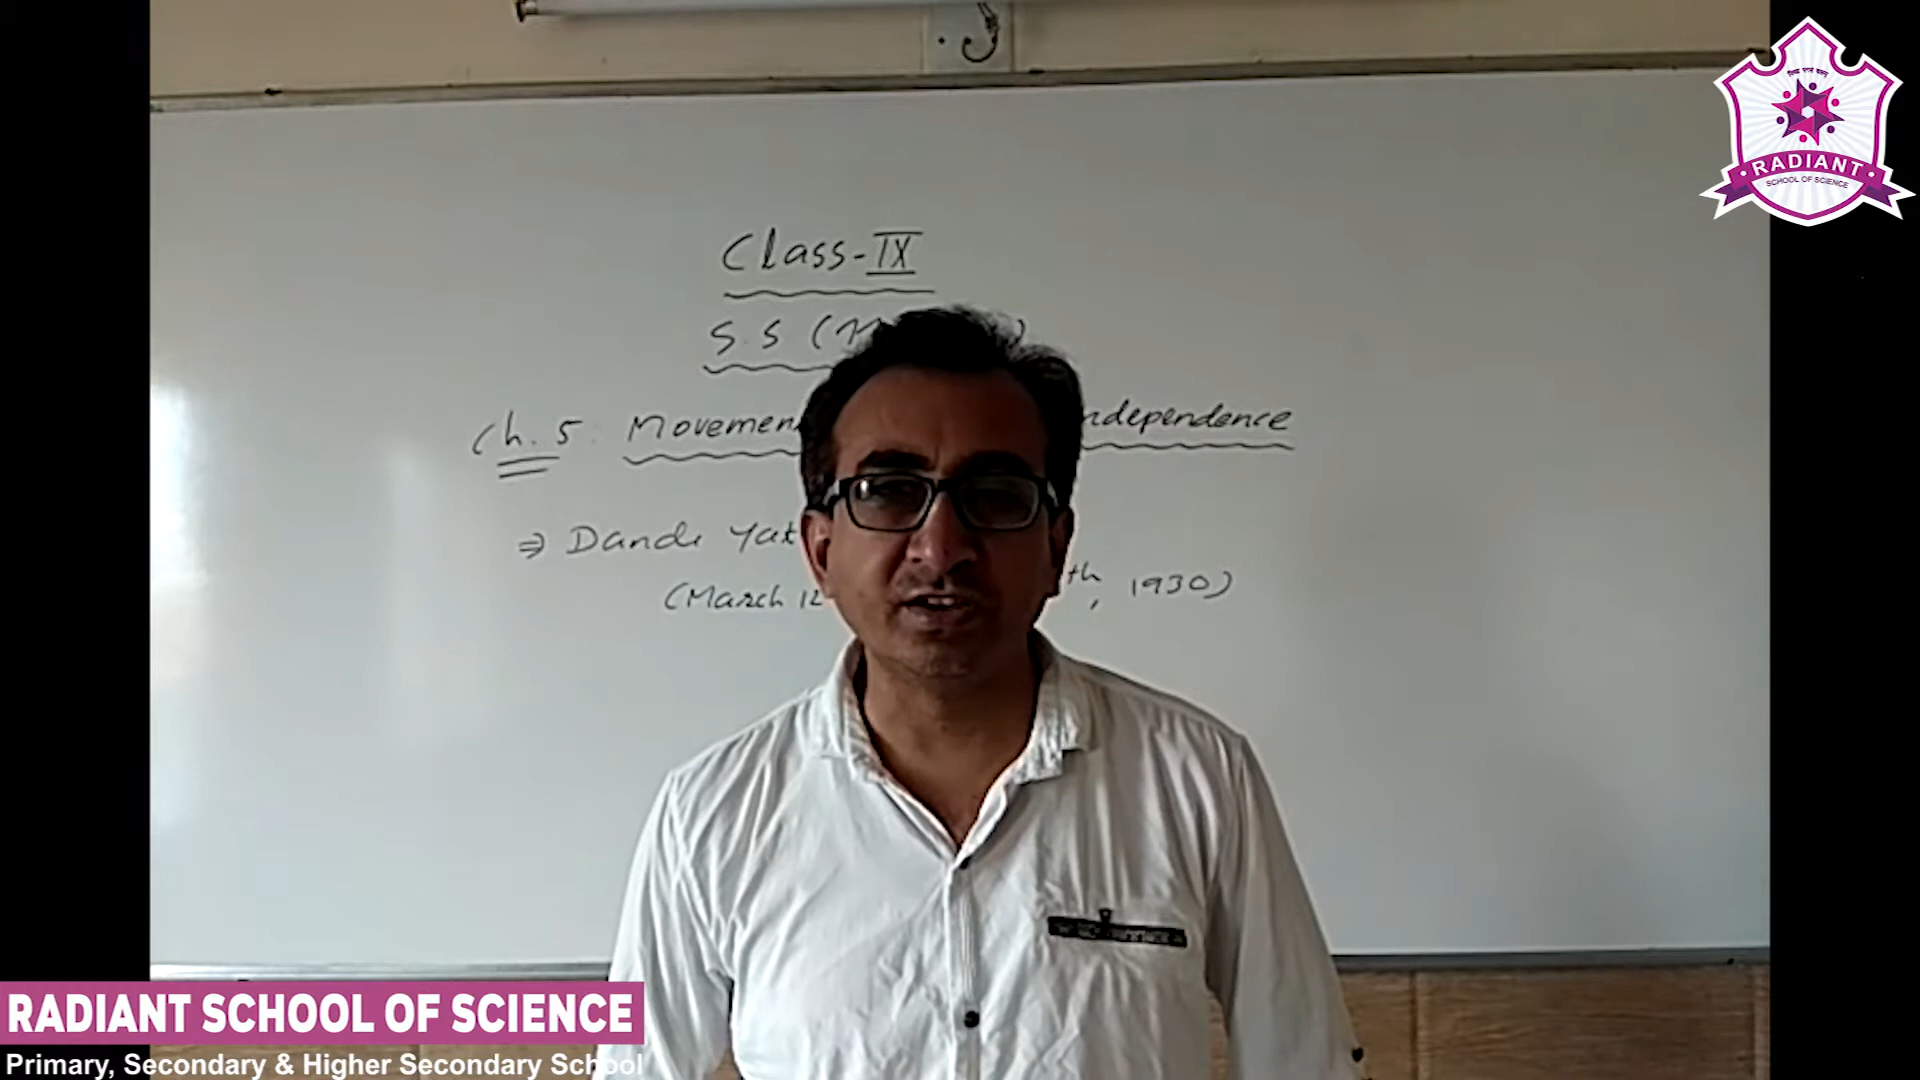 Class-IX
S.S
Ch. 5: Movemen ndependence
⇒ Dandi Yat
(March 12 th, 1930)
RADIANT
SCHOOL OF SCIENCE
RADIANT SCHOOL OF SCIENCE
Primary, Secondary & Higher Secondary School